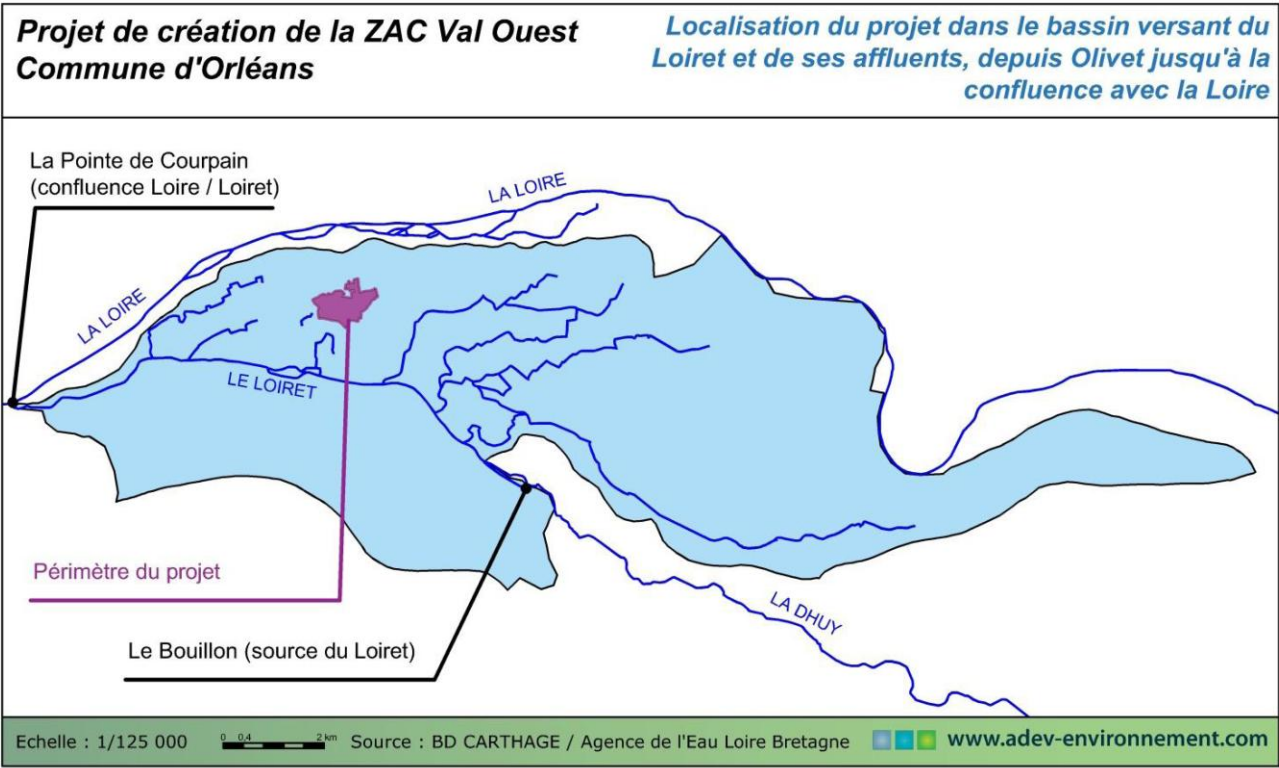 Projet de création de la ZAC Val Ouest
Commune d'Orléans
Localisation du projet dans le bassin versant du
Loiret et de ses affluents, depuis Olivet jusqu'à la
confluence avec la Loire
La Pointe de Courpain
(confluence Loire / Loiret)
LA LOIRE
LA LOIRE
LE LOIRET
Périmètre du projet
LA DHUY
Le Bouillon (source du Loiret)
Echelle : 1/125 000
0 0,4 2 km
Source : BD CARTHAGE / Agence de l'Eau Loire Bretagne
www.adev-environnement.com